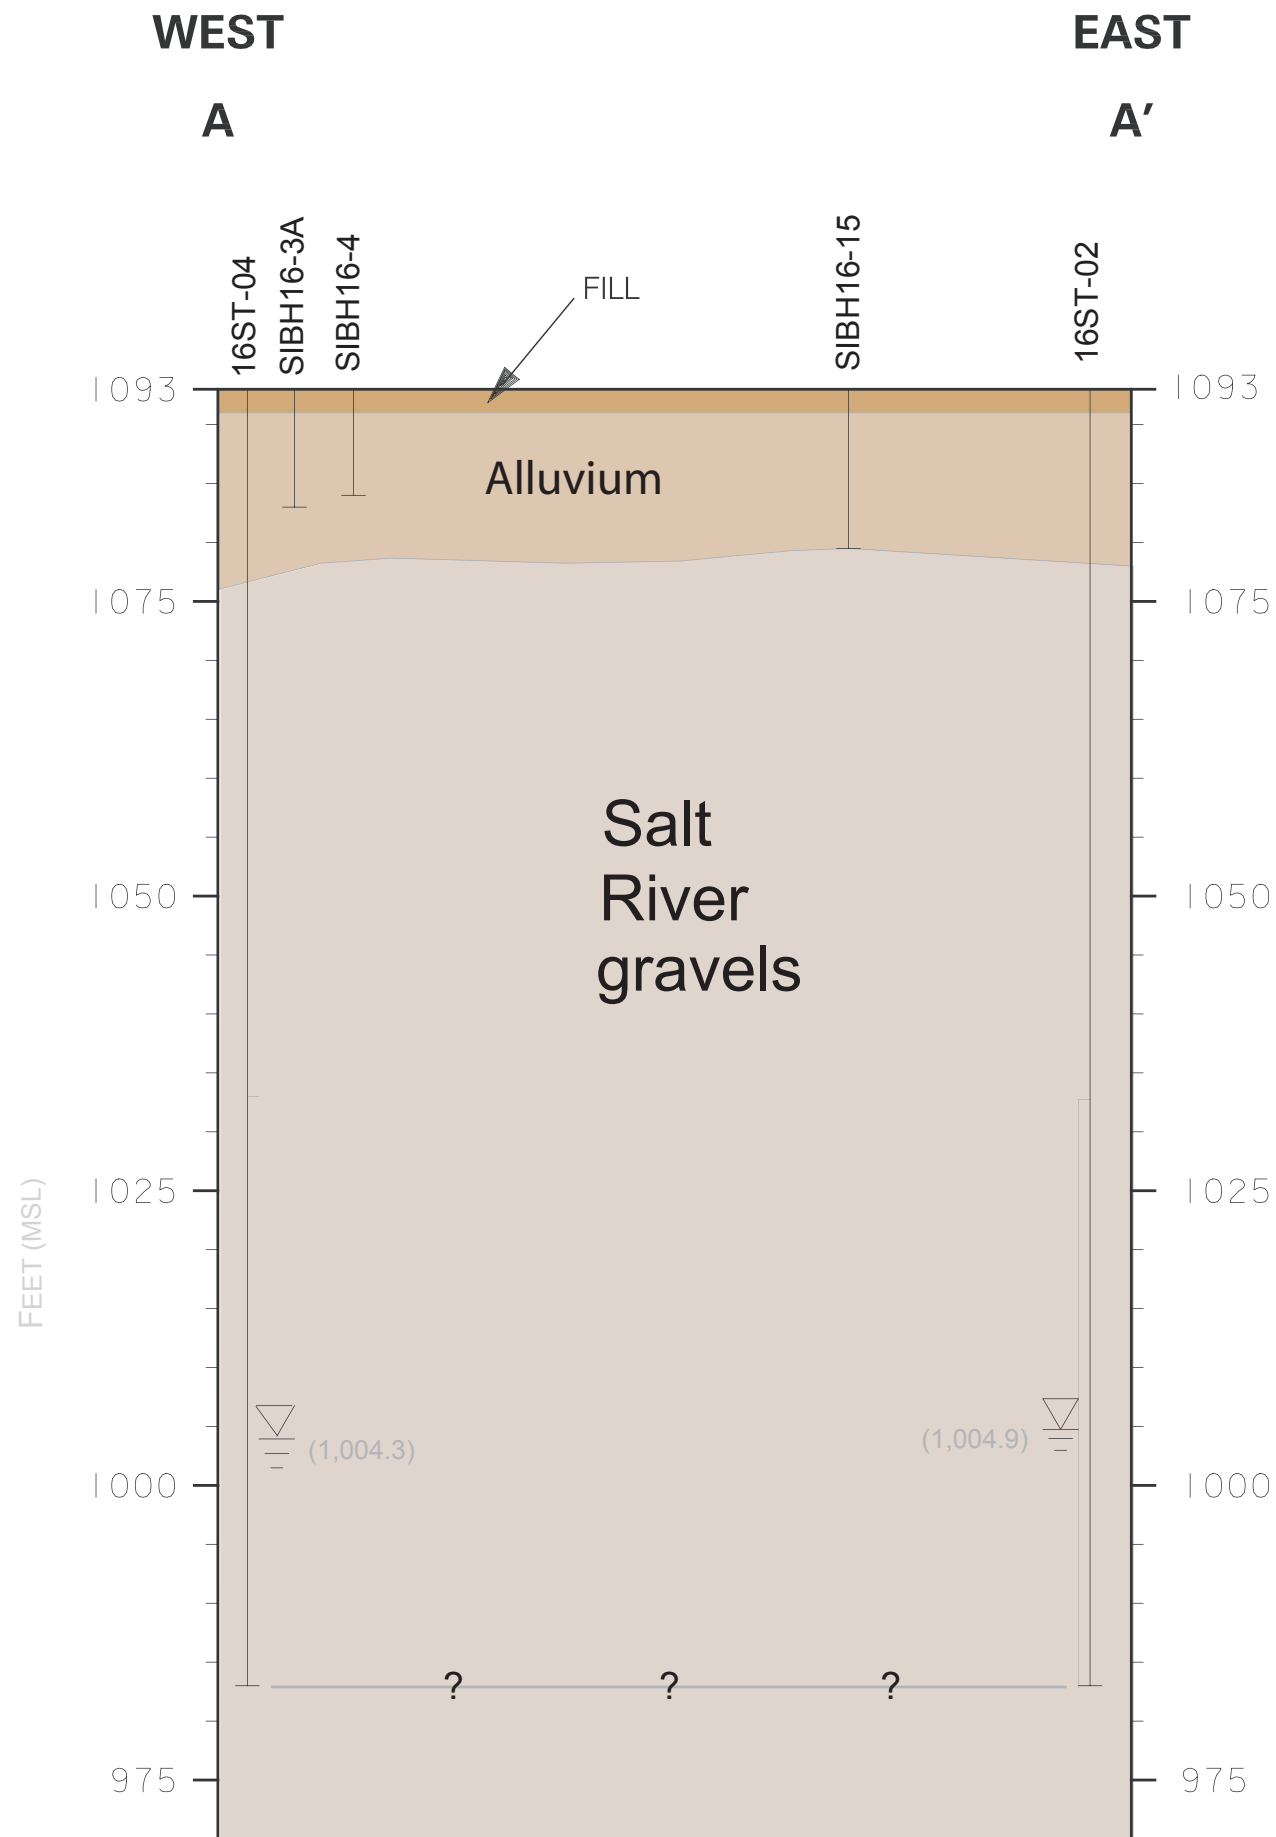 WEST
EAST
A
A′
16ST-04
SIBH16-3A
SIBH16-4
FILL
SIBH16-15
16ST-02
1093
1093
Alluvium
1075
1075
Salt
River
gravels
1050
1050
FEET (MSL)
1025
1025
(1,004.3)
(1,004.9)
1000
1000
? ? ?
975
975